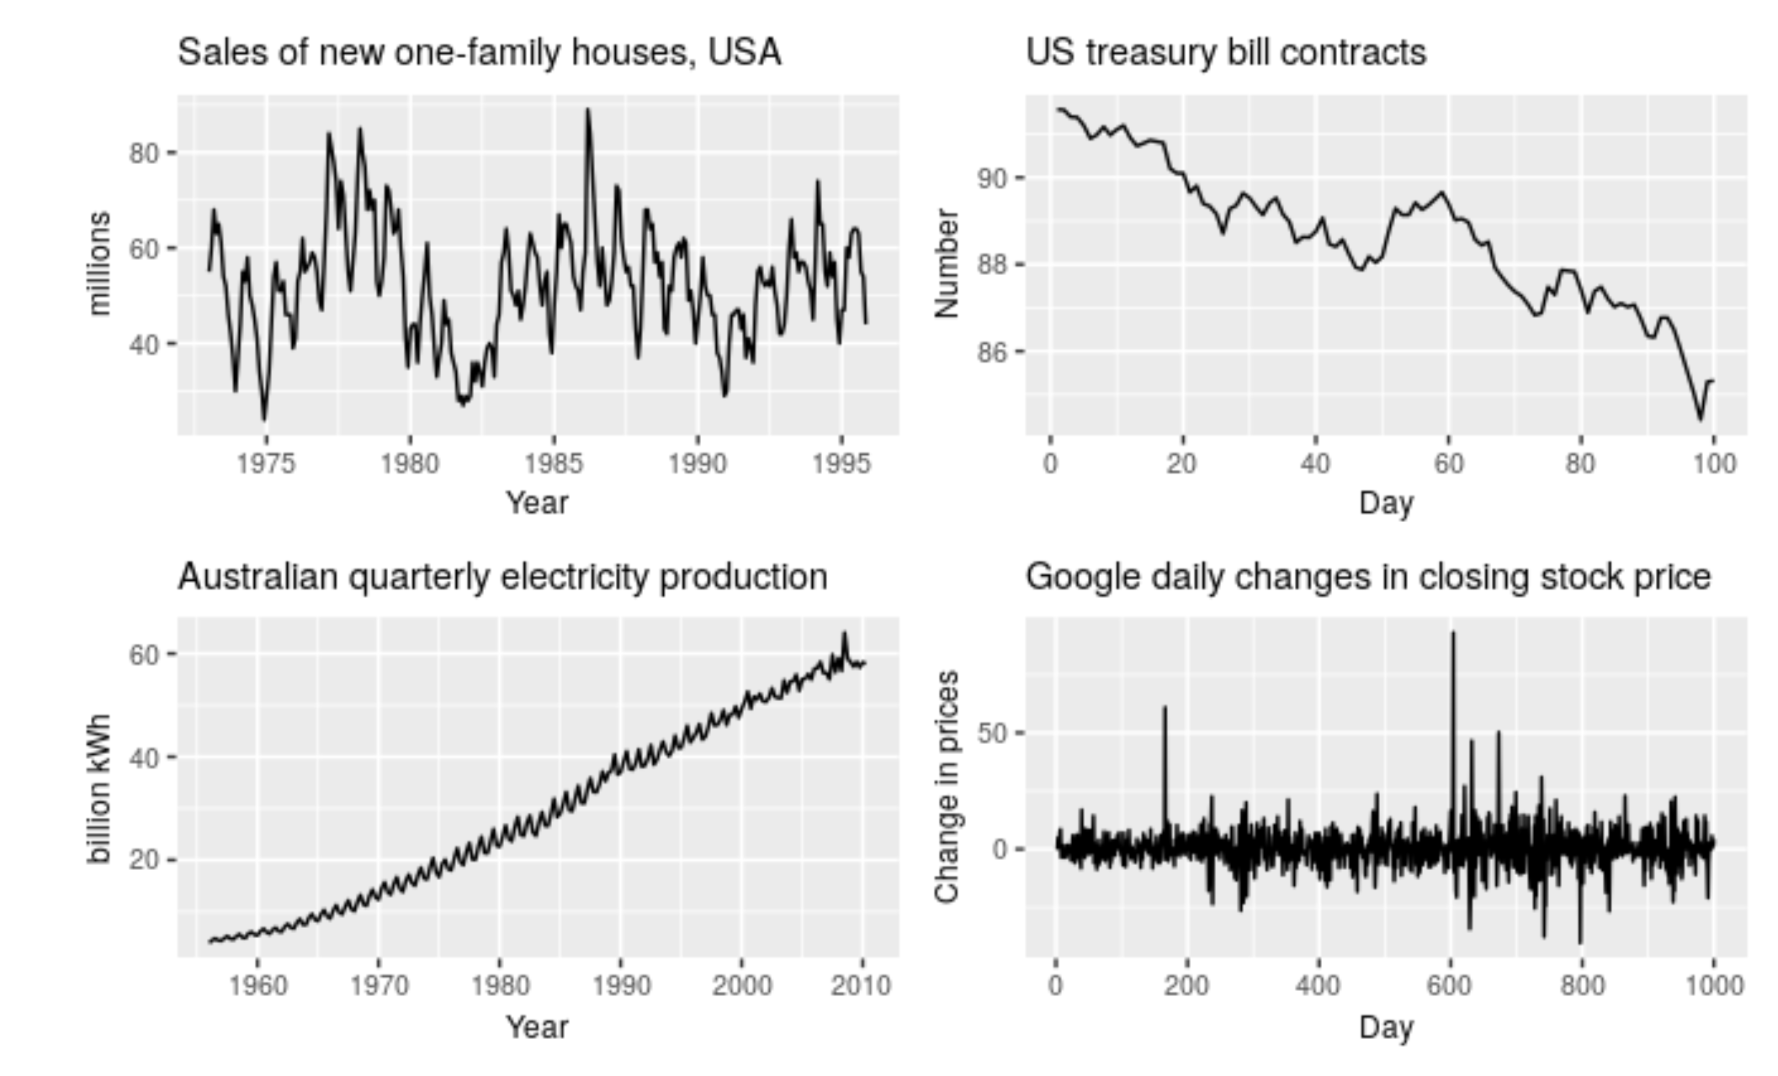 Sales of new one-family houses, USA
millions
80
60
40
1975 1980 1985 1990 1995
Year
US treasury bill contracts
Number
90
88
86
0 20 40 60 80 100
Day
Australian quarterly electricity production
billion kWh
60
40
20
1960 1970 1980 1990 2000 2010
Year
Google daily changes in closing stock price
Change in prices
50
0
0 200 400 600 800 1000
Day